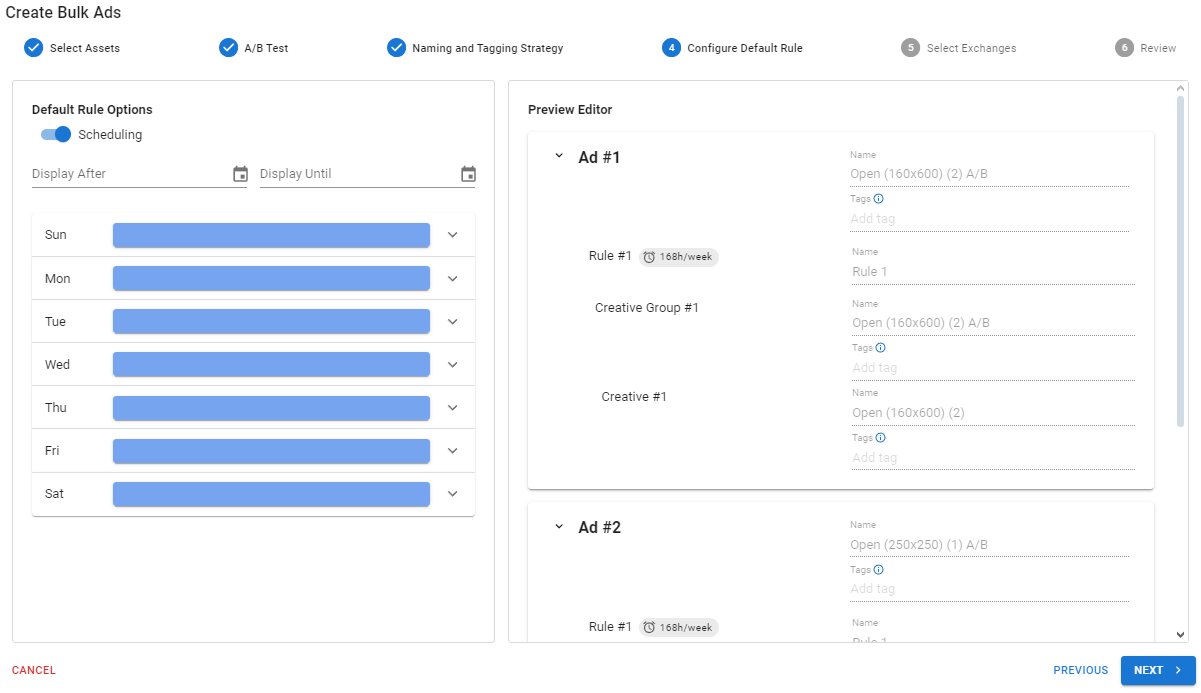 Create Bulk Ads
Select Assets
A/B Test
Naming and Tagging Strategy
4 Configure Default Rule
5 Select Exchanges
6 Review
Default Rule Options
Scheduling
Display After
Display Until
Sun
Mon
Tue
Wed
Thu
Fri
Sat
Preview Editor
Ad #1
Name
Open (160x600) (2) A/B
Tags
Add tag
Rule #1 168h/week
Name
Rule 1
Creative Group #1
Name
Open (160x600) (2) A/B
Tags
Add tag
Creative #1
Name
Open (160x600) (2)
Tags
Add tag
Ad #2
Name
Open (250x250) (1) A/B
Tags
Add tag
Rule #1 168h/week
Name
Rule 1
CANCEL
PREVIOUS
NEXT